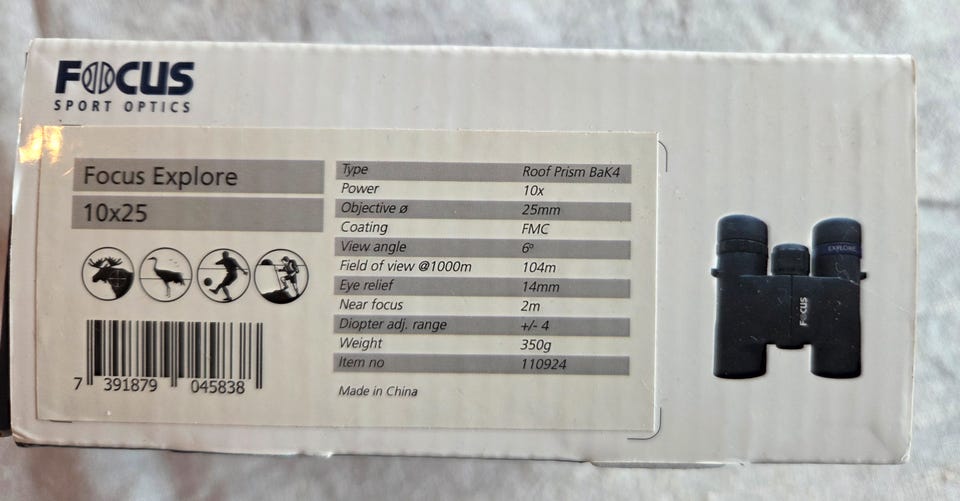 FOCUS
SPORT OPTICS
Focus Explore
10x25
7 391879 045838
Type Roof Prism BaK4
Power 10x
Objective ø 25mm
Coating FMC
View angle 6º
Field of view @1000m 104m
Eye relief 14mm
Near focus 2m
Diopter adj. range +/- 4
Weight 350g
Item no 110924
Made in China
EXPLORE
FOCUS